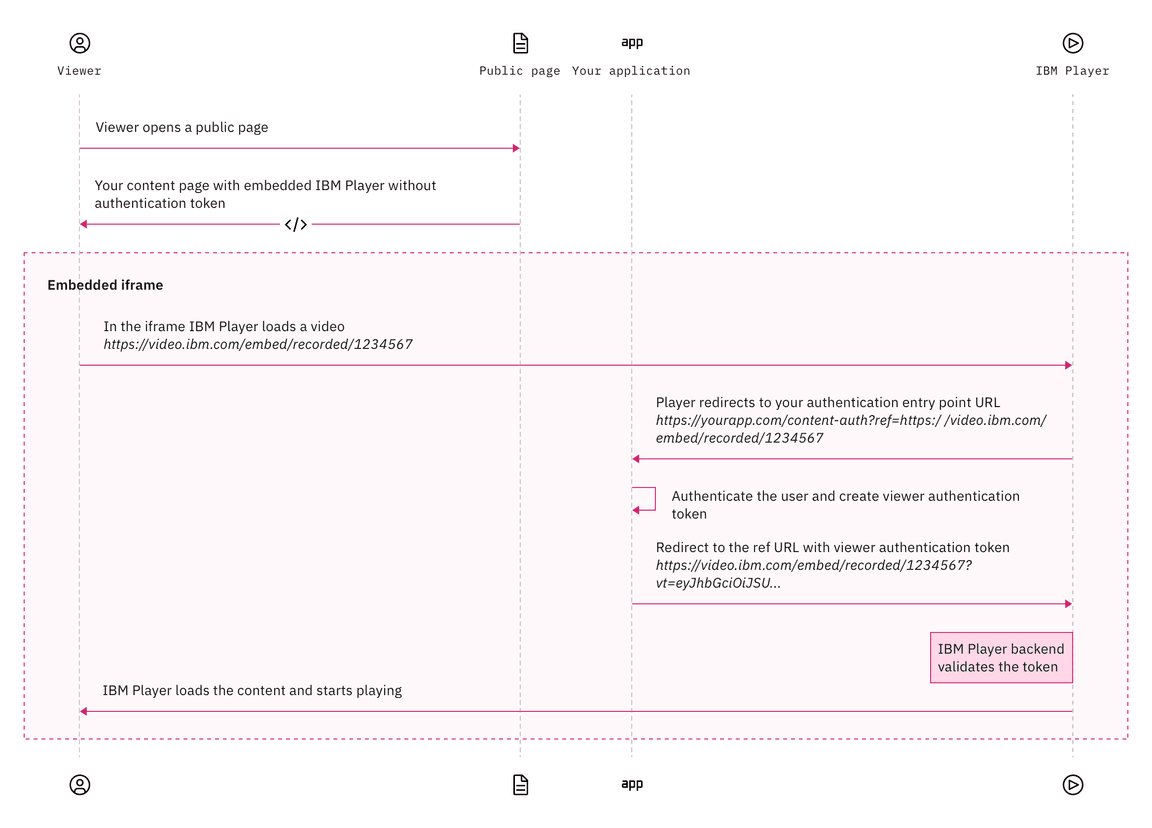 app
Viewer
Public page
Your application
IBM Player
Viewer opens a public page
Your content page with embedded IBM Player without
authentication token
</>
Embedded iframe
In the iframe IBM Player loads a video
https://video.ibm.com/embed/recorded/1234567
Player redirects to your authentication entry point URL
https://yourapp.com/content-auth?ref=https:/ /video.ibm.com/
embed/recorded/1234567
Authenticate the user and create viewer authentication
token
Redirect to the ref URL with viewer authentication token
https://video.ibm.com/embed/recorded/1234567?
vt=eyJhbGciOiJSU...
IBM Player backend
validates the token
IBM Player loads the content and starts playing
app